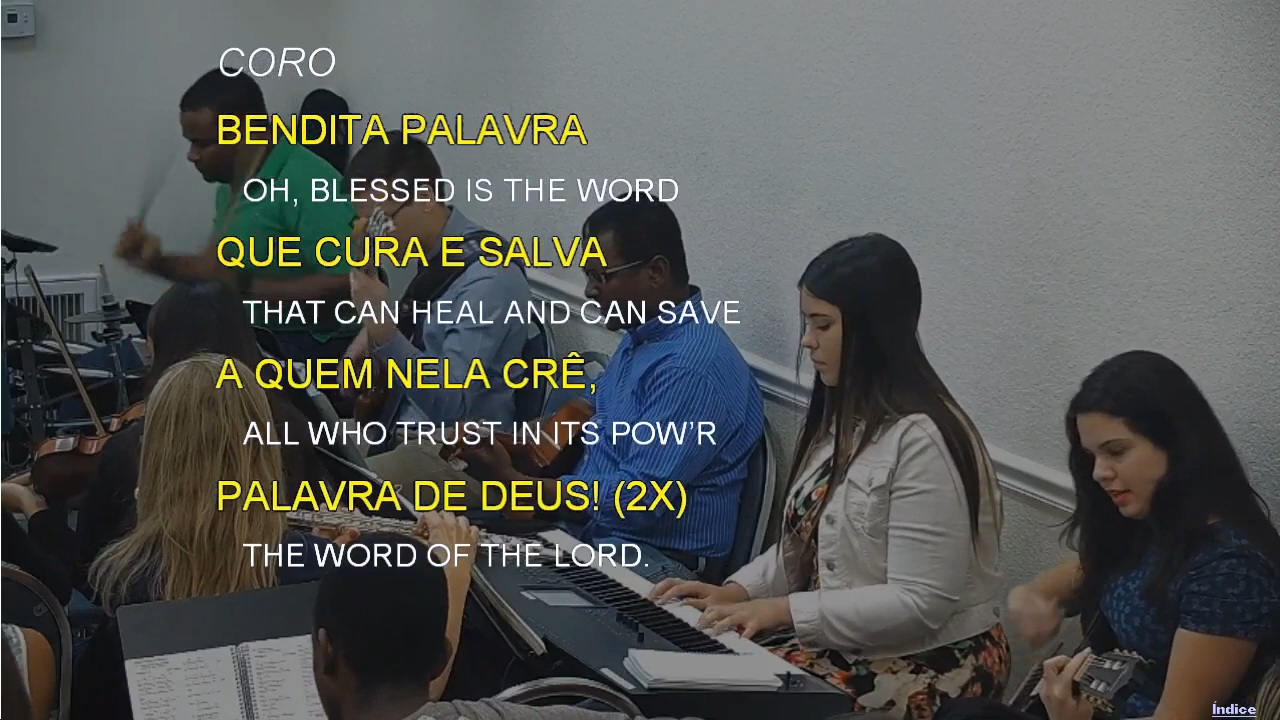 CORO
BENDITA PALAVRA
OH, BLESSED IS THE WORD
QUE CURA E SALVA
THAT CAN HEAL AND CAN SAVE
A QUEM NELA CRÊ,
ALL WHO TRUST IN ITS POW’R
PALAVRA DE DEUS! (2X)
THE WORD OF THE LORD.
Índice